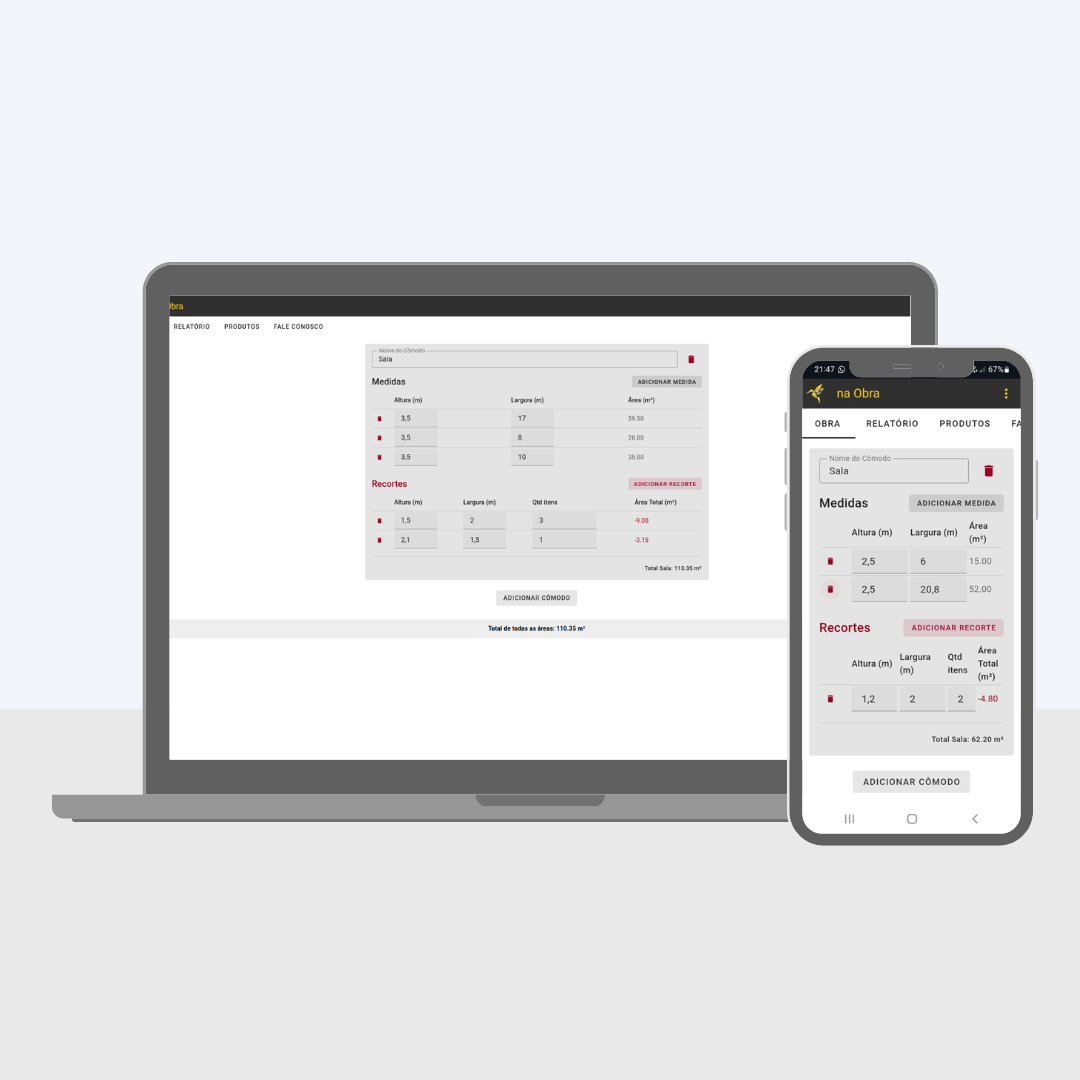 Obra
RELATÓRIO PRODUTOS FALE CONOSCO
Nome do Cômodo
Sala
Medidas ADICIONAR MEDIDA
Altura (m) Largura (m) Área (m²)
3,5 17 59.50
3,5 8 28.00
3,5 10 35.00
Recortes ADICIONAR RECORTE
Altura (m) Largura (m) Qtd itens Área Total (m²)
1,5 2 3 -9.00
2,1 1,5 1 -3.15
Total Sala: 110.35 m²
ADICIONAR CÔMODO
Total de todas as áreas: 110.35 m²
21:47 67%
na Obra
OBRA RELATÓRIO PRODUTOS FA
Nome do Cômodo
Sala
Medidas ADICIONAR MEDIDA
Altura (m) Largura (m) Área
(m²)
2,5 6 15.00
2,5 20,8 52.00
Recortes ADICIONAR RECORTE
Altura (m) Largura
(m) Qtd
itens Área
Total
(m²)
1,2 2 2 -4.80
Total Sala: 62.20 m²
ADICIONAR CÔMODO